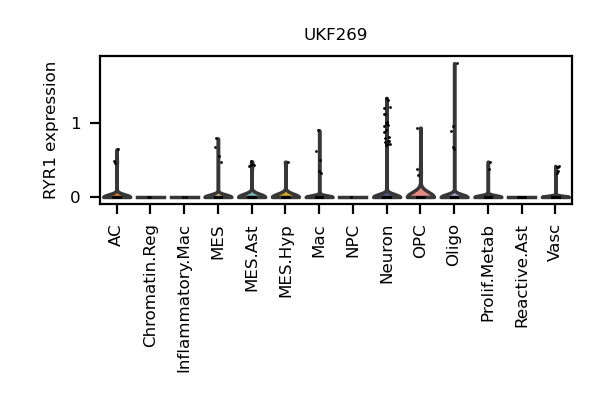 UKF269
RYR1 expression
1
0
AC
Chromatin.Reg
Inflammatory.Mac
MES
MES.Ast
MES.Hyp
Mac
NPC
Neuron
OPC
Oligo
Prolif.Metab
Reactive.Ast
Vasc